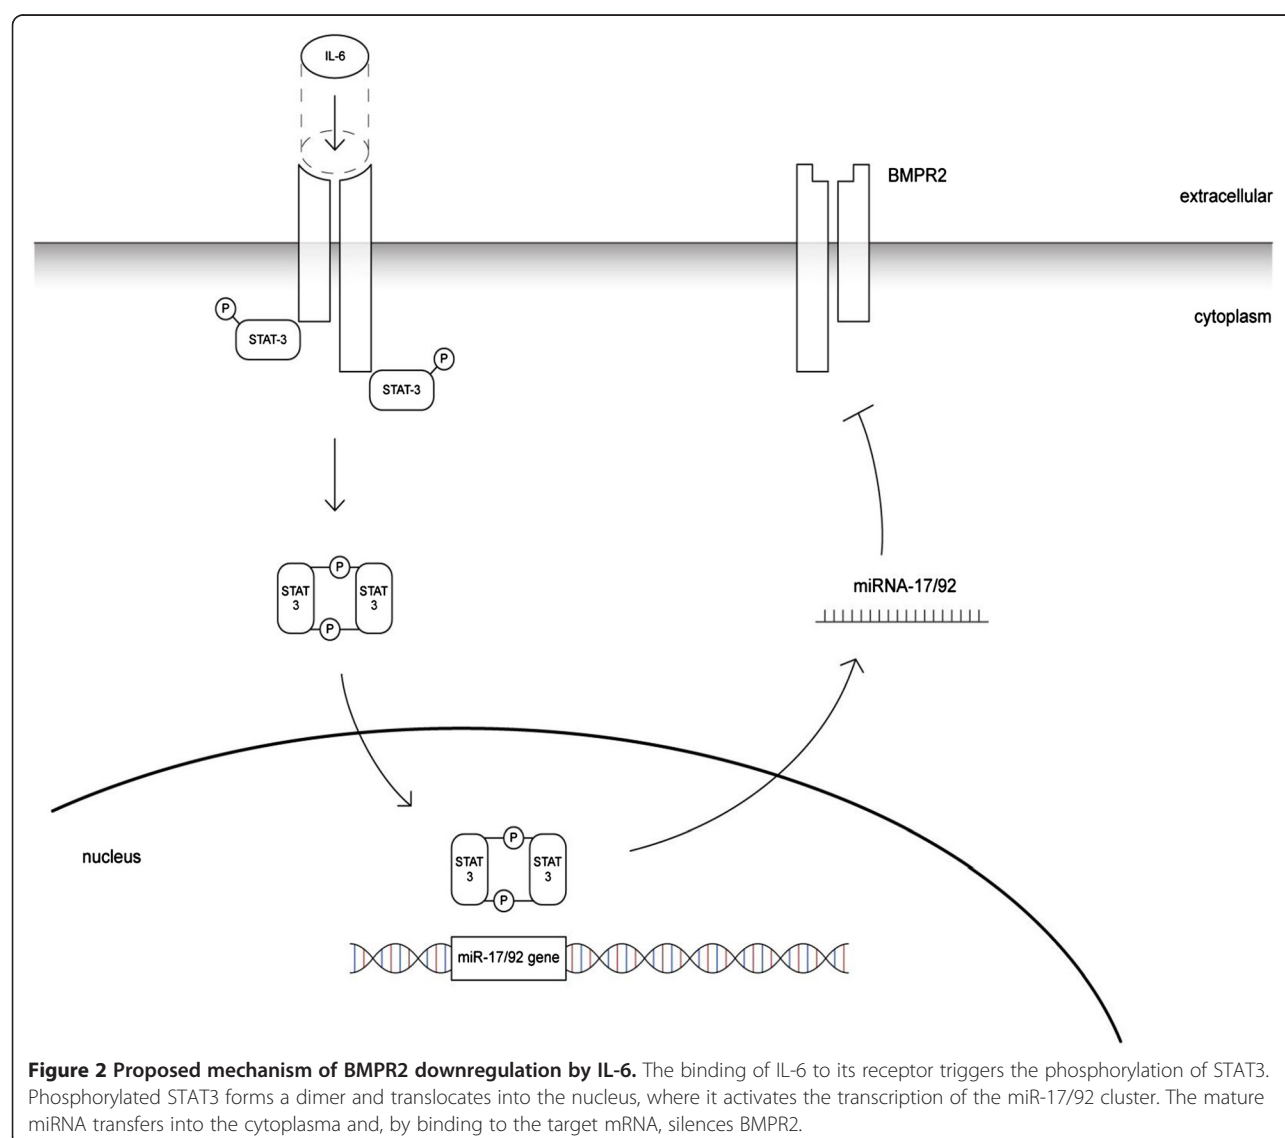 IL-6
BMPR2
extracellular
cytoplasm
P
STAT-3
P
STAT-3
P
STAT
3
STAT
3
P
miRNA-17/92
nucleus
P
STAT
3
STAT
3
P
miR-17/92 gene
Figure 2 Proposed mechanism of BMPR2 downregulation by IL-6. The binding of IL-6 to its receptor triggers the phosphorylation of STAT3.
Phosphorylated STAT3 forms a dimer and translocates into the nucleus, where it activates the transcription of the miR-17/92 cluster. The mature
miRNA transfers into the cytoplasma and, by binding to the target mRNA, silences BMPR2.